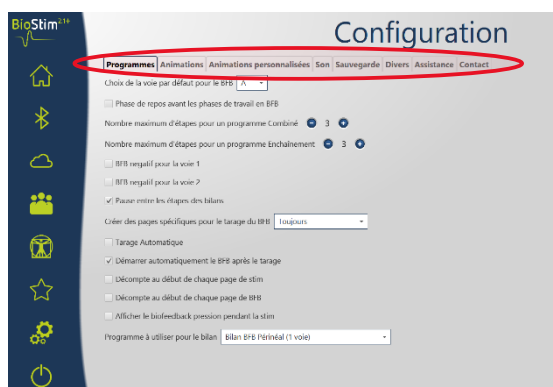 BioStim 2.1+
Configuration
Programmes Animations Animations personnalisées Son Sauvegarde Divers Assistance Contact
Choix de la voie par défaut pour le BFB A
Phase de repos avant les phases de travail en BFB
Nombre maximum d'étapes pour un programme Combiné 3
Nombre maximum d'étapes pour un programme Enchaînement 3
BFB negatif pour la voie 1
BFB negatif pour la voie 2
Pause entre les étapes des bilans
Créer des pages spécifiques pour le tarage du BFB Toujours
Tarage Automatique
Démarrer automatiquement le BFB après le tarage
Décompte au début de chaque page de stim
Décompte au début de chaque page de BFB
Afficher le biofeedback pression pendant la stim
Programme à utiliser pour le bilan Bilan BFB Périnéal (1 voie)